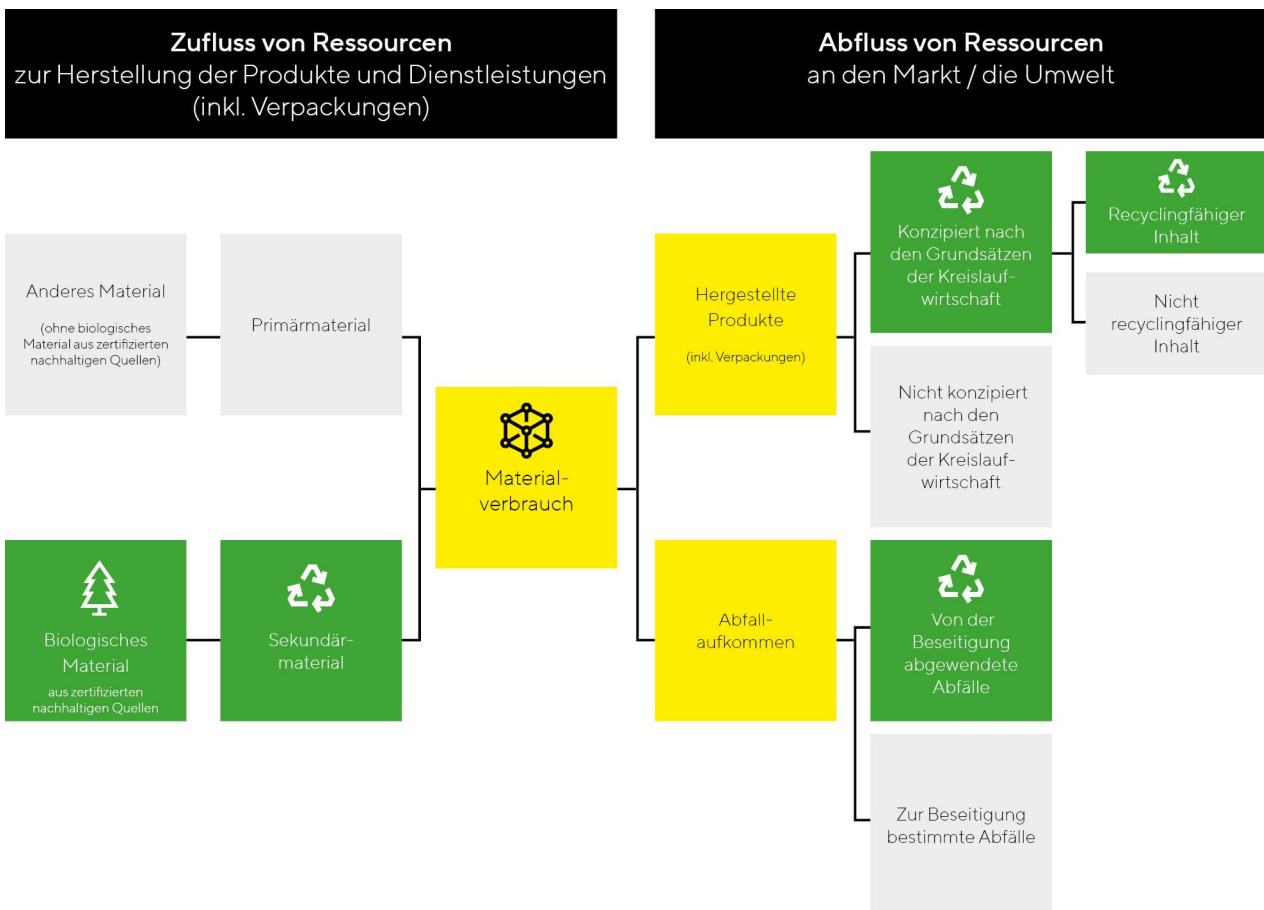 Zufluss von Ressourcen
zur Herstellung der Produkte und Dienstleistungen
(inkl. Verpackungen)
Abfluss von Ressourcen
an den Markt / die Umwelt
Anderes Material
(ohne biologisches
Material aus zertifizierten
nachhaltigen Quellen)
Primärmaterial
Biologisches
Material
aus zertifizierten
nachhaltigen Quellen
Sekundär-
material
Material-
verbrauch
Hergestellte
Produkte
(inkl. Verpackungen)
Konzipiert nach
den Grundsätzen
der Kreislauf-
wirtschaft
Recyclingfähiger
Inhalt
Nicht
recyclingfähiger
Inhalt
Nicht konzipiert
nach den
Grundsätzen
der Kreislauf-
wirtschaft
Abfall-
aufkommen
Von der
Beseitigung
abgewendete
Abfälle
Zur Beseitigung
bestimmte Abfälle